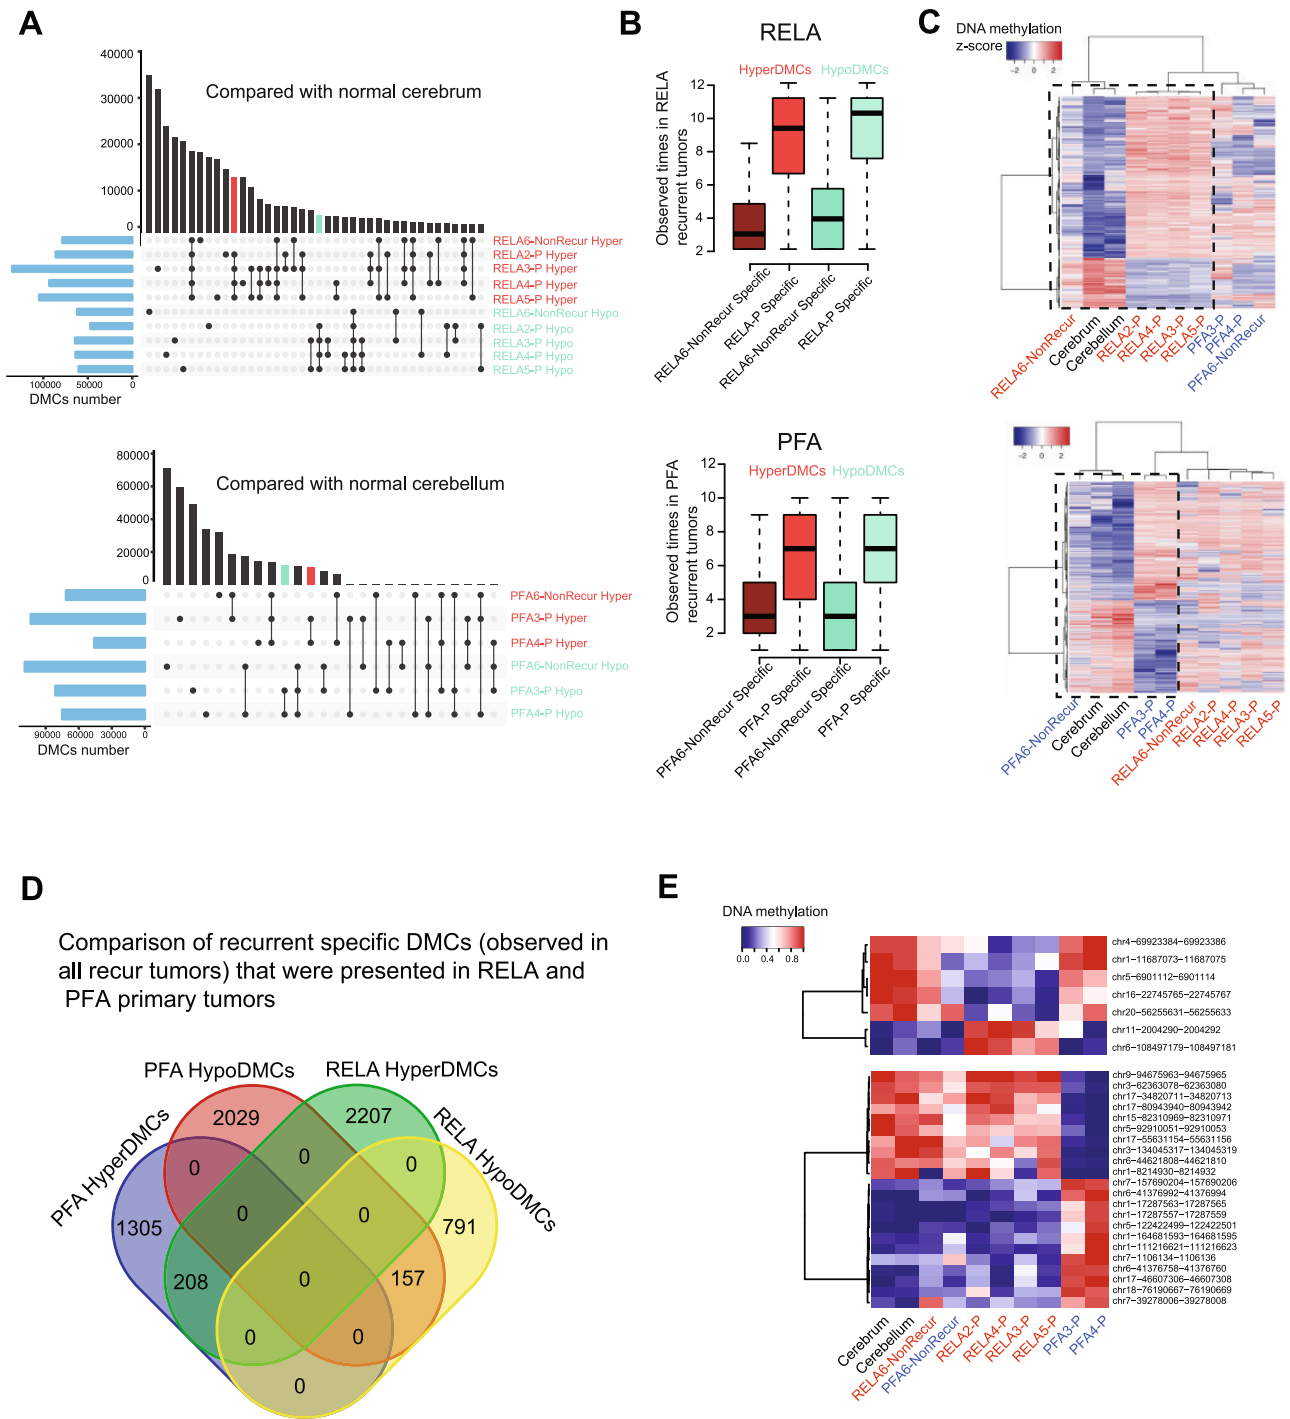 A
40000
30000
20000
10000
0
Compared with normal cerebrum
RELA6-NonRecur Hyper
RELA2-P Hyper
RELA3-P Hyper
RELA4-P Hyper
RELA5-P Hyper
RELA6-NonRecur Hypo
RELA2-P Hypo
RELA3-P Hypo
RELA4-P Hypo
RELA5-P Hypo
100000 50000 0
DMCs number
80000
60000
40000
20000
0
Compared with normal cerebellum
PFA6-NonRecur Hyper
PFA3-P Hyper
PFA4-P Hyper
PFA6-NonRecur Hypo
PFA3-P Hypo
PFA4-P Hypo
90000 60000 30000 0
DMCs number
B
RELA
HyperDMCs HypoDMCs
Observed times in RELA
recurrent tumors
12
10
8
6
4
2
RELA6-NonRecur Specific
RELA-P Specific
RELA6-NonRecur Specific
RELA-P Specific
PFA
HyperDMCs HypoDMCs
Observed times in PFA
recurrent tumors
12
10
8
6
4
2
PFA6-NonRecur Specific
PFA-P Specific
PFA6-NonRecur Specific
PFA-P Specific
C
DNA methylation
z-score
-2 0 2
RELA6-NonRecur
Cerebrum
Cerebellum
RELA2-P
RELA4-P
RELA3-P
RELA5-P
PFA3-P
PFA4-P
PFA6-NonRecur
-2 0 2
PFA6-NonRecur
Cerebrum
Cerebellum
PFA3-P
PFA4-P
RELA6-NonRecur
RELA2-P
RELA4-P
RELA3-P
RELA5-P
D
Comparison of recurrent specific DMCs (observed in
all recur tumors) that were presented in RELA and
PFA primary tumors
PFA HypoDMCs
RELA HyperDMCs
PFA HyperDMCs
RELA HypoDMCs
2029
2207
0
0
0
1305
0
0
791
208
0
157
0
0
0
E
DNA methylation
0.0 0.4 0.8
chr4−69923384−69923386
chr1−11687073−11687075
chr5−6901112−6901114
chr16−22745765−22745767
chr20−56255631−56255633
chr11−2004290−2004292
chr6−108497179−108497181
chr9−94675963−94675965
chr3−62363078−62363080
chr17−34820711−34820713
chr17−80943940−80943942
chr15−82310969−82310971
chr5−92910051−92910053
chr17−55631154−55631156
chr3−134045317−134045319
chr6−44621808−44621810
chr1−8214930−8214932
chr7−157690204−157690206
chr6−41376992−41376994
chr1−17287563−17287565
chr1−17287557−17287559
chr5−122422499−122422501
chr1−164681593−164681595
chr1−111216621−111216623
chr7−1106134−1106136
chr6−41376758−41376760
chr17−46607306−46607308
chr18−76190667−76190669
chr7−39278006−39278008
Cerebrum
Cerebellum
RELA6-NonRecur
PFA6-NonRecur
RELA2-P
RELA4-P
RELA3-P
RELA5-P
PFA3-P
PFA4-P